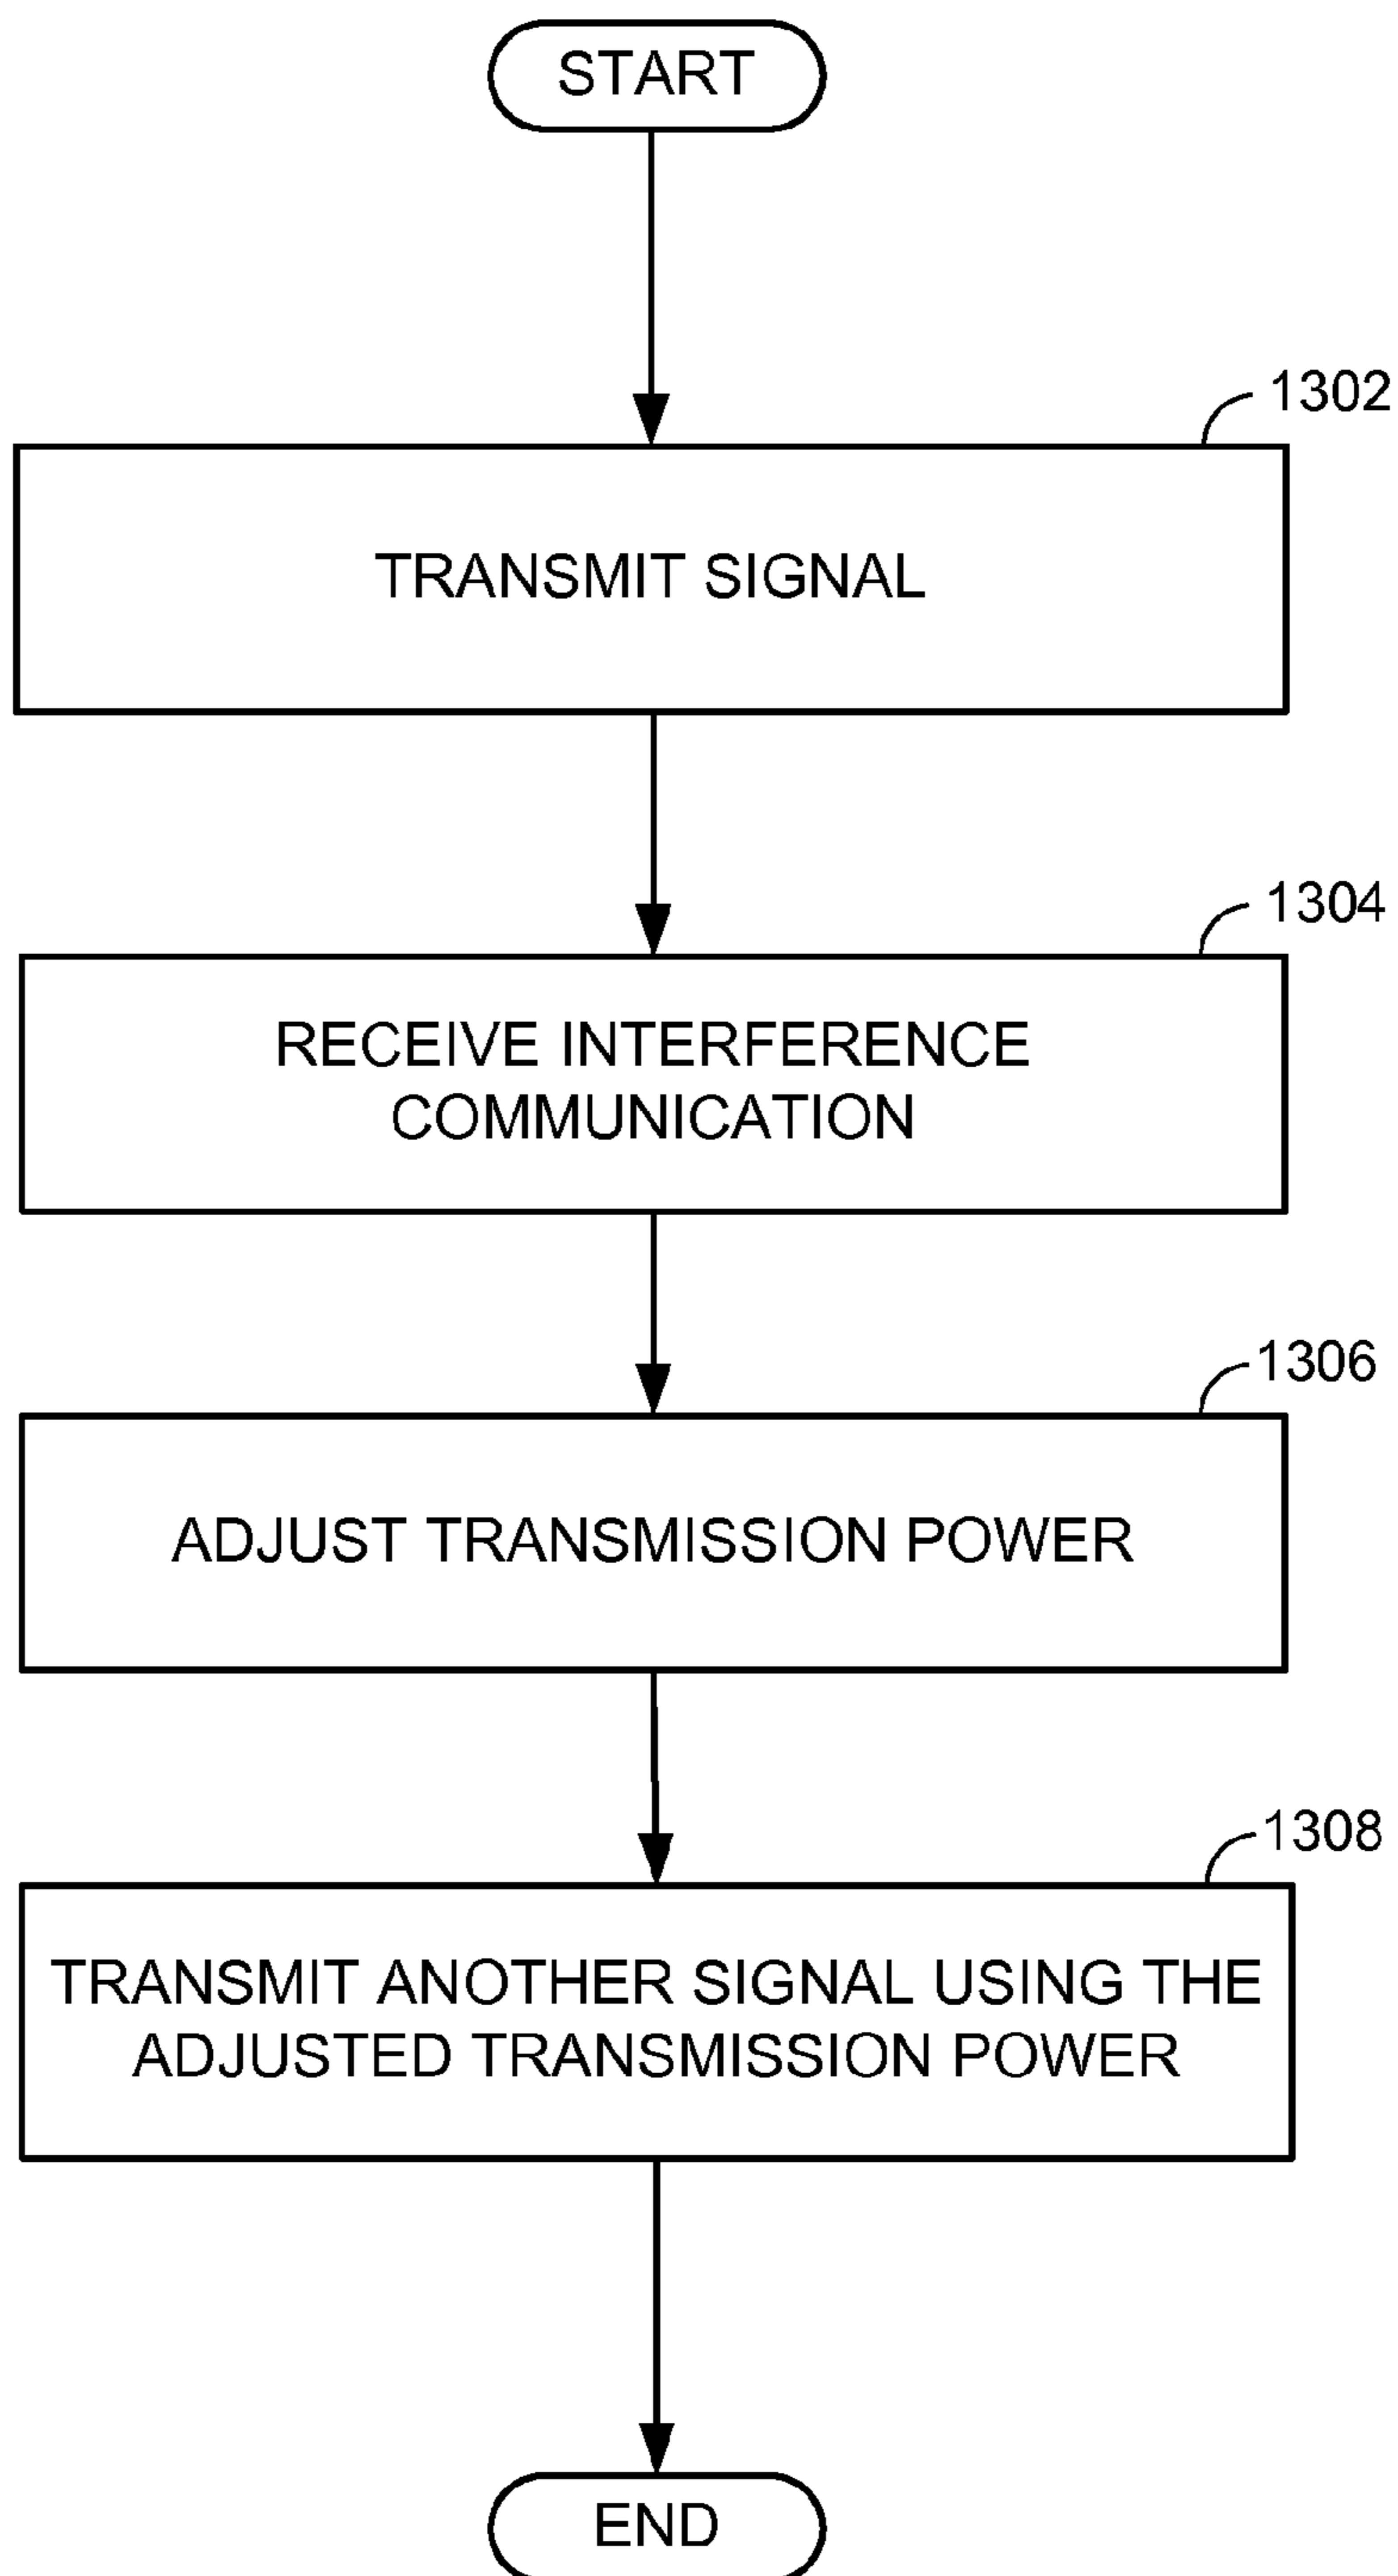 START
1302
TRANSMIT SIGNAL
1304
RECEIVE INTERFERENCE
COMMUNICATION
1306
ADJUST TRANSMISSION POWER
1308
TRANSMIT ANOTHER SIGNAL USING THE
ADJUSTED TRANSMISSION POWER
END